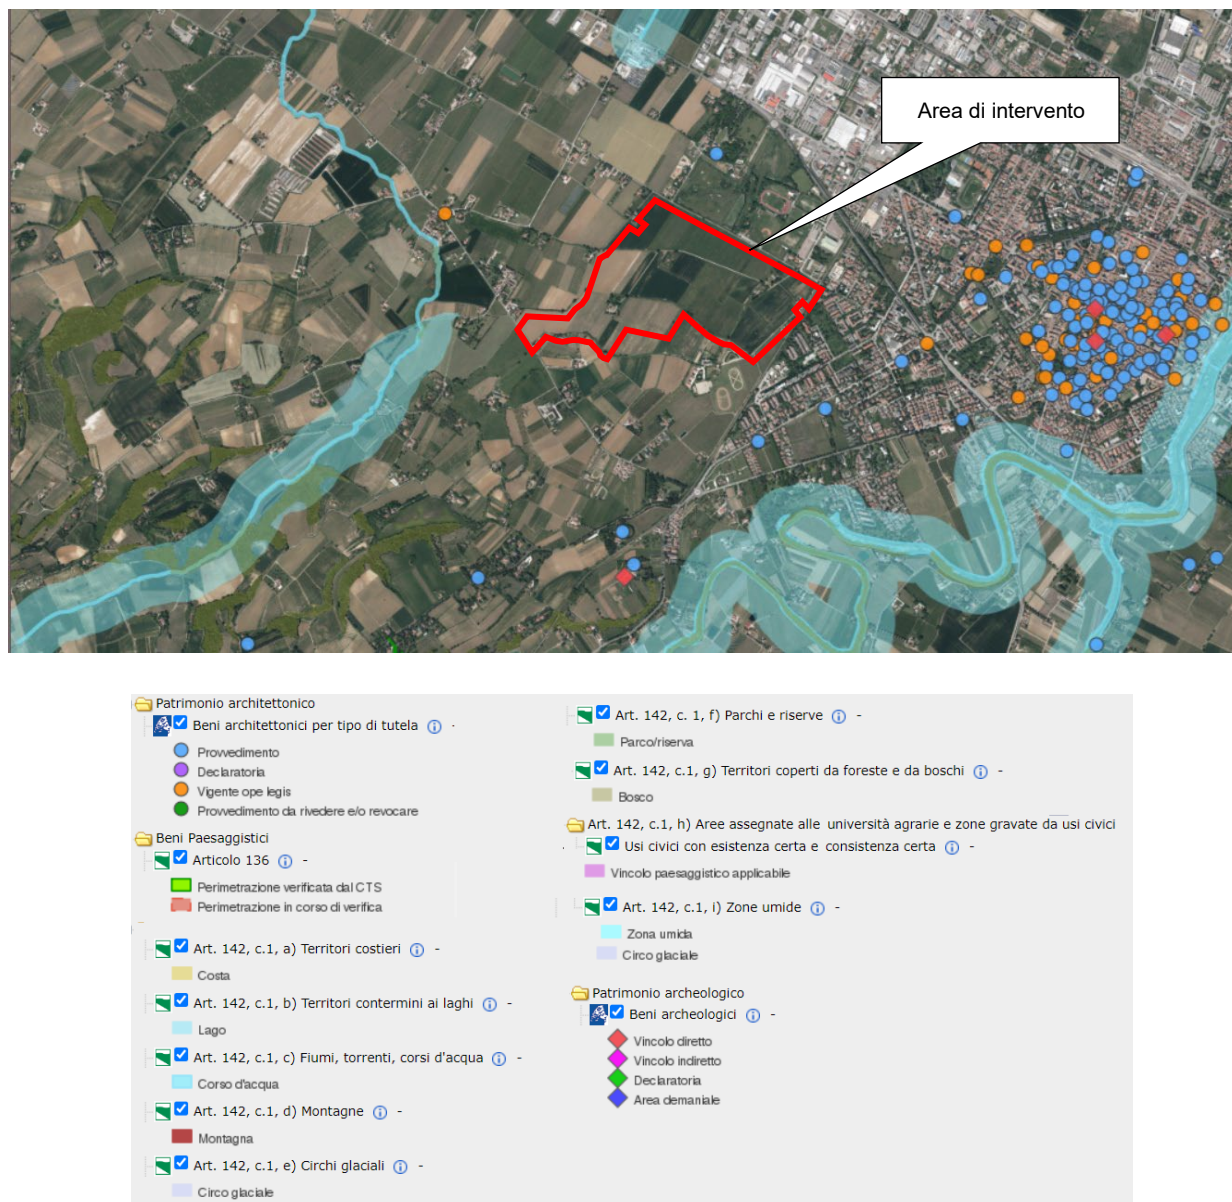 Area di intervento
Patrimonio architettonico
Beni architettonici per tipo di tutela
Provvedimento
Declaratoria
Vigente ope legis
Provvedimento da rivedere e/o revocare
Beni Paesaggistici
Articolo 136 -
Perimetrazione verificata dal CTS
Perimetrazione in corso di verifica
Art. 142, c.1, a) Territori costieri -
Costa
Art. 142, c.1, b) Territori contermini ai laghi -
Lago
Art. 142, c.1, c) Fiumi, torrenti, corsi d'acqua -
Corso d'acqua
Art. 142, c.1, d) Montagne -
Montagna
Art. 142, c.1, e) Circhi glaciali -
Circo glaciale
Art. 142, c. 1, f) Parchi e riserve -
Parco/riserva
Art. 142, c.1, g) Territori coperti da foreste e da boschi -
Bosco
Art. 142, c.1, h) Aree assegnate alle università agrarie e zone gravate da usi civici
Usi civici con esistenza certa e consistenza certa -
Vincolo paesaggistico applicabile
Art. 142, c.1, i) Zone umide -
Zona umida
Circo glaciale
Patrimonio archeologico
Beni archeologici -
Vincolo diretto
Vincolo indiretto
Declaratoria
Area demaniale